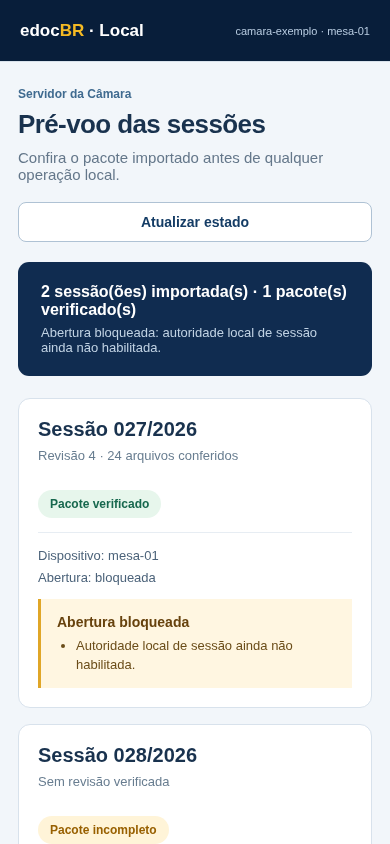 edocBR · Local
camara-exemplo · mesa-01
Servidor da Câmara
Pré-voo das sessões
Confira o pacote importado antes de qualquer
operação local.
Atualizar estado
2 sessão(ões) importada(s) · 1 pacote(s)
verificado(s)
Abertura bloqueada: autoridade local de sessão
ainda não habilitada.
Sessão 027/2026
Revisão 4 · 24 arquivos conferidos
Pacote verificado
Dispositivo: mesa-01
Abertura: bloqueada
Abertura bloqueada
• Autoridade local de sessão ainda não
habilitada.
Sessão 028/2026
Sem revisão verificada
Pacote incompleto